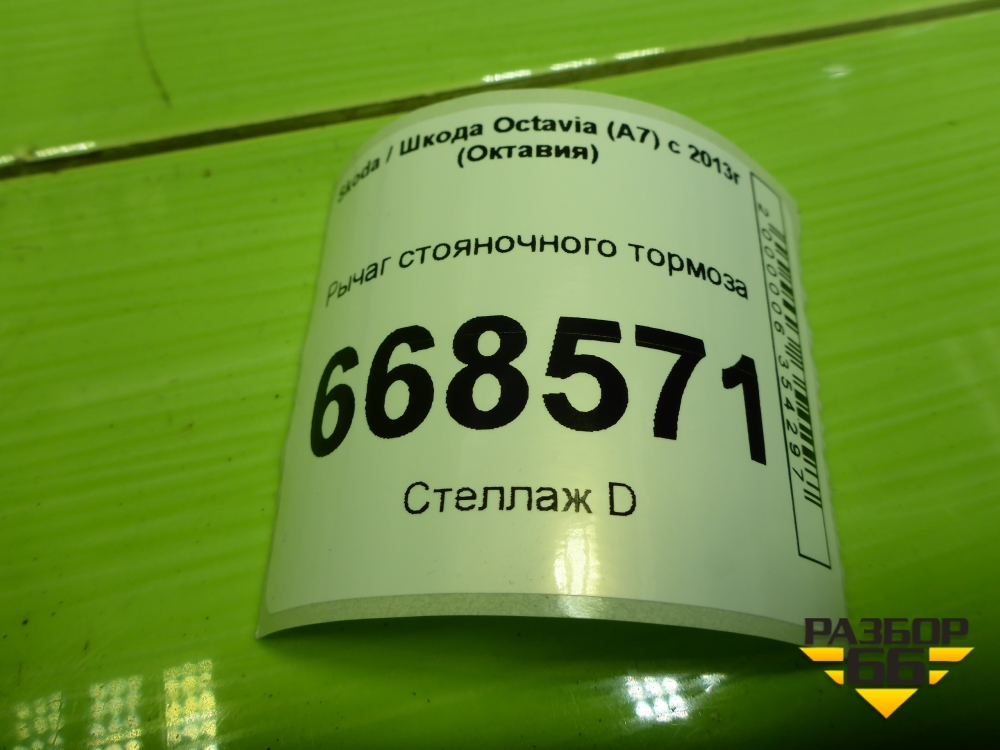 Skoda / Шкода Octavia (A7) с 2013г
(Октавия)
Рычаг стояночного тормоза
668571
Стеллаж D
2000006354297
РАЗБОР
66